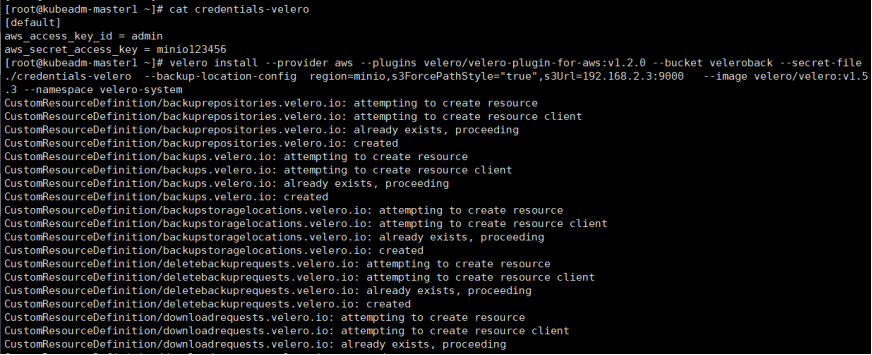 [root@kubeadm-master1 ~]# cat credentials-velero
[default]
aws_access_key_id = admin
aws_secret_access_key = minio123456
[root@kubeadm-master1 ~]# velero install --provider aws --plugins velero/velero-plugin-for-aws:v1.2.0 --bucket veleroback --secret-file
./credentials-velero  --backup-location-config  region=minio,s3ForcePathStyle="true",s3Url=192.168.2.3:9000   --image velero/velero:v1.5
.3 --namespace velero-system
CustomResourceDefinition/backuprepositories.velero.io: attempting to create resource
CustomResourceDefinition/backuprepositories.velero.io: attempting to create resource client
CustomResourceDefinition/backuprepositories.velero.io: already exists, proceeding
CustomResourceDefinition/backuprepositories.velero.io: created
CustomResourceDefinition/backups.velero.io: attempting to create resource
CustomResourceDefinition/backups.velero.io: attempting to create resource client
CustomResourceDefinition/backups.velero.io: already exists, proceeding
CustomResourceDefinition/backups.velero.io: created
CustomResourceDefinition/backupstoragelocations.velero.io: attempting to create resource
CustomResourceDefinition/backupstoragelocations.velero.io: attempting to create resource client
CustomResourceDefinition/backupstoragelocations.velero.io: already exists, proceeding
CustomResourceDefinition/backupstoragelocations.velero.io: created
CustomResourceDefinition/deletebackuprequests.velero.io: attempting to create resource
CustomResourceDefinition/deletebackuprequests.velero.io: attempting to create resource client
CustomResourceDefinition/deletebackuprequests.velero.io: already exists, proceeding
CustomResourceDefinition/deletebackuprequests.velero.io: created
CustomResourceDefinition/downloadrequests.velero.io: attempting to create resource
CustomResourceDefinition/downloadrequests.velero.io: attempting to create resource client
CustomResourceDefinition/downloadrequests.velero.io: already exists, proceeding